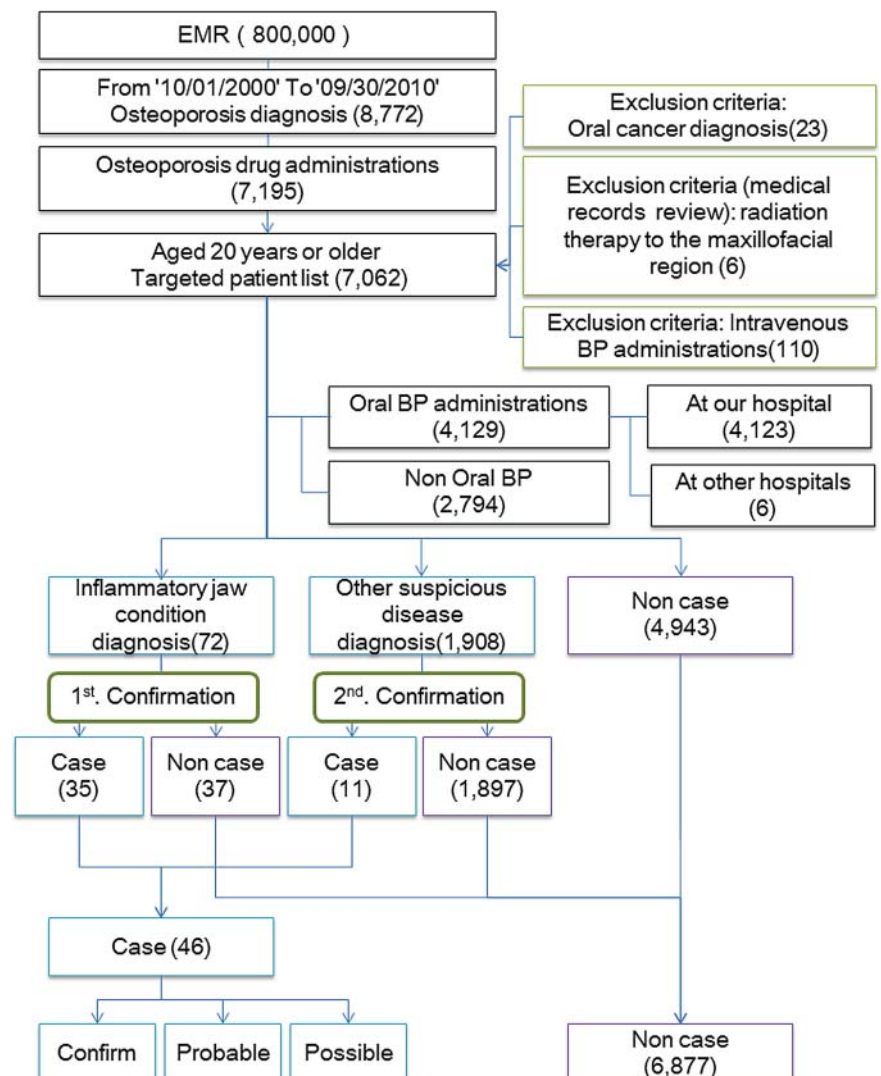 EMR ( 800,000 )
From '10/01/2000' To '09/30/2010'
Osteoporosis diagnosis (8,772)
Osteoporosis drug administrations
(7,195)
Aged 20 years or older
Targeted patient list (7,062)
Exclusion criteria:
Oral cancer diagnosis(23)
Exclusion criteria (medical
records review): radiation
therapy to the maxillofacial
region (6)
Exclusion criteria: Intravenous
BP administrations(110)
Oral BP administrations
(4,129)
At our hospital
(4,123)
Non Oral BP
(2,794)
At other hospitals
(6)
Inflammatory jaw
condition
diagnosis(72)
Other suspicious
disease
diagnosis(1,908)
Non case
(4,943)
1st. Confirmation
2nd. Confirmation
Case
(35)
Non case
(37)
Case
(11)
Non case
(1,897)
Case (46)
Confirm
Probable
Possible
Non case
(6,877)